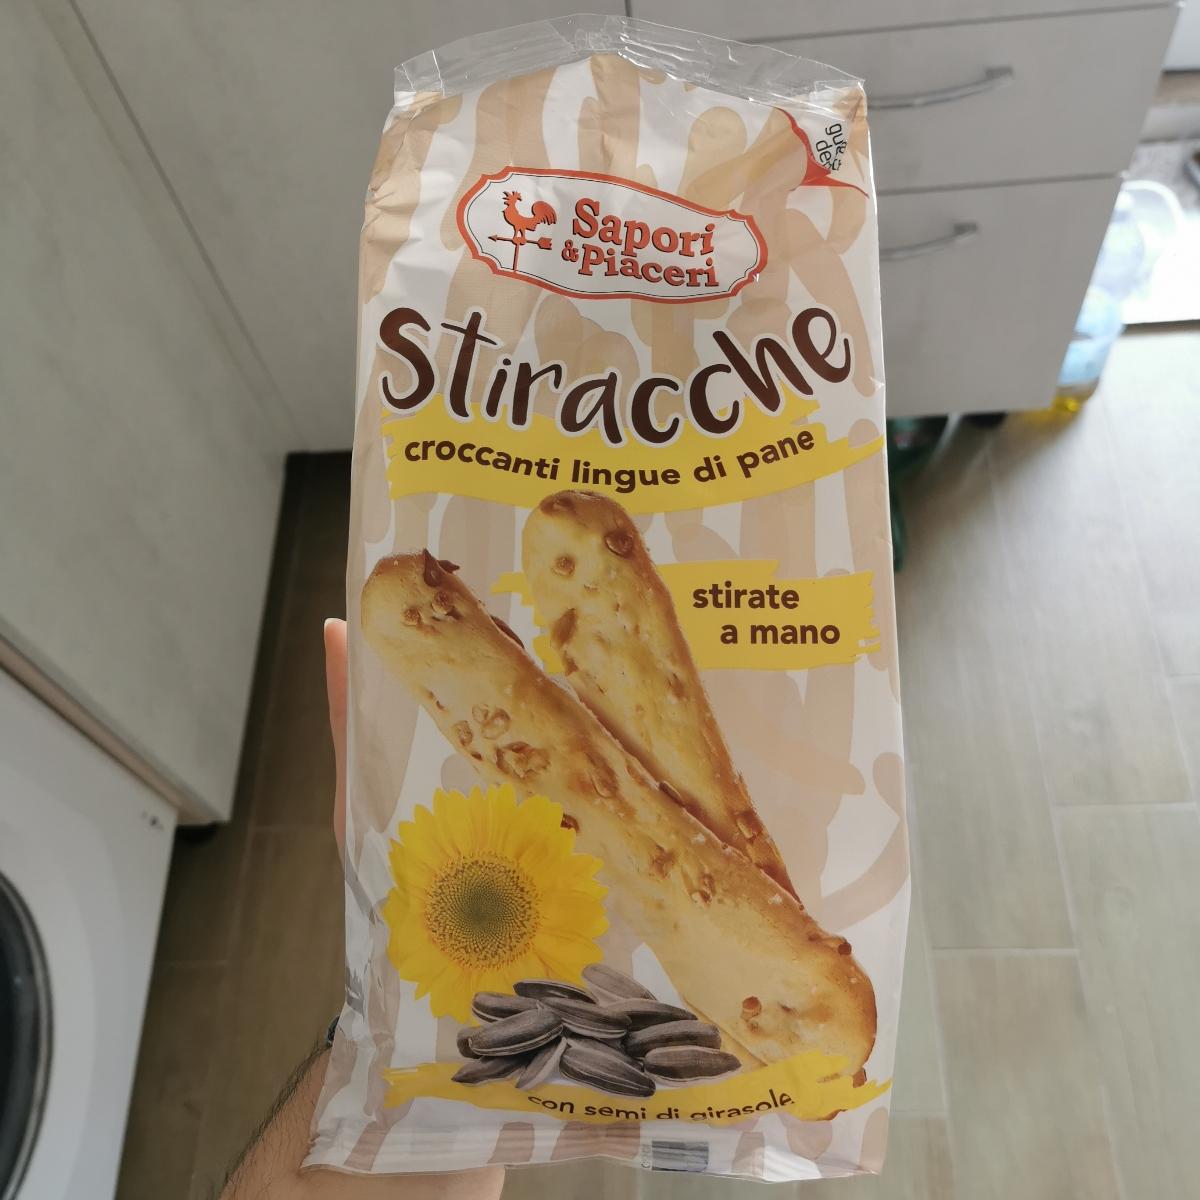 Sapori
& Piaceri
Stiracche
croccanti lingue di pane
stirate
a mano
con semi di girasole